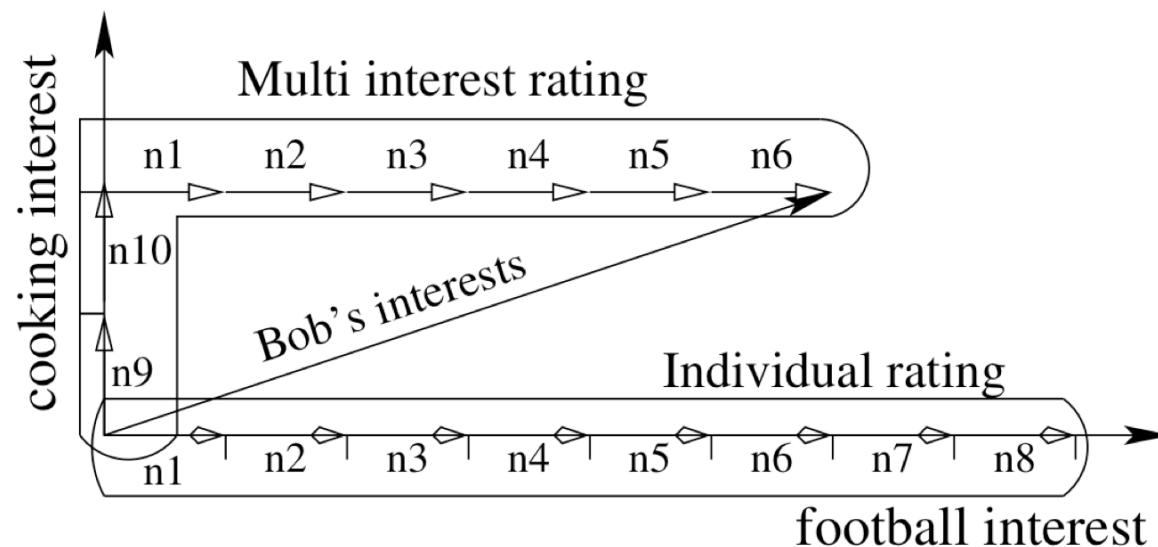 Multi interest rating
n1 n2 n3 n4 n5 n6
cooking interest
n10
Bob's interests
n9
Individual rating
n1 n2 n3 n4 n5 n6 n7 n8
football interest